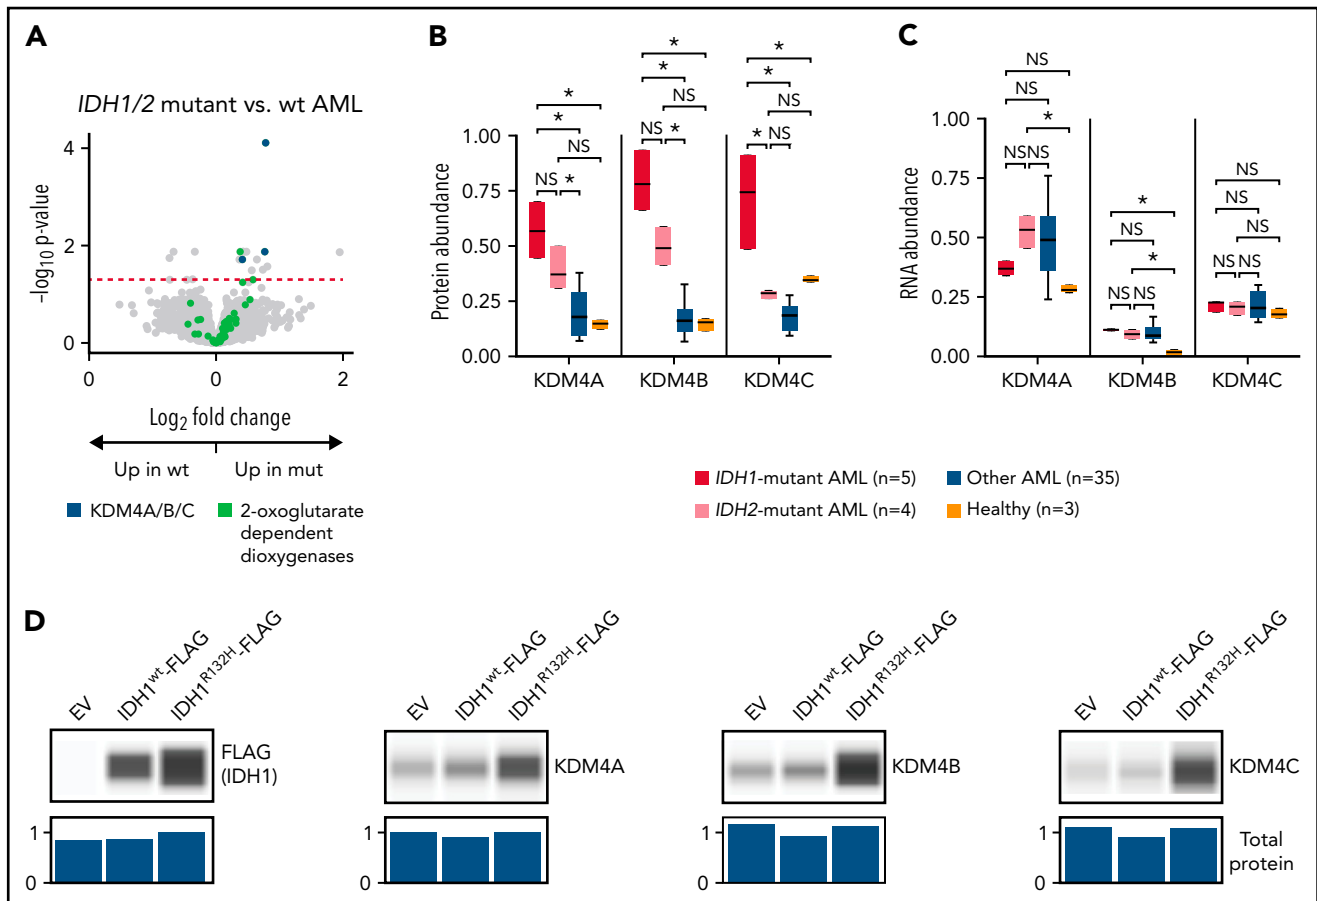 A
IDH1/2 mutant vs. wt AML
–log10 p-value
4
2
0
0
0
2
Log2 fold change
Up in wt
Up in mut
KDM4A/B/C
2-oxoglutarate
dependent
dioxygenases
B
Protein abundance
1.00
0.75
0.50
0.25
0.00
*
*
NS
NS
*
*
*
NS
NS
*
*
*
NS
*
NS
KDM4A
KDM4B
KDM4C
C
RNA abundance
1.00
0.75
0.50
0.25
0.00
NS
NS
*
NS
NS
*
NS
*
NS
NS
NS
NS
NS
NS
NS
KDM4A
KDM4B
KDM4C
IDH1-mutant AML (n=5)
Other AML (n=35)
IDH2-mutant AML (n=4)
Healthy (n=3)
D
EV
IDH1wt-FLAG
IDH1R132H-FLAG
FLAG
(IDH1)
1
0
EV
IDH1wt-FLAG
IDH1R132H-FLAG
KDM4A
1
0
EV
IDH1wt-FLAG
IDH1R132H-FLAG
KDM4B
1
0
EV
IDH1wt-FLAG
IDH1R132H-FLAG
KDM4C
1
0
Total
protein